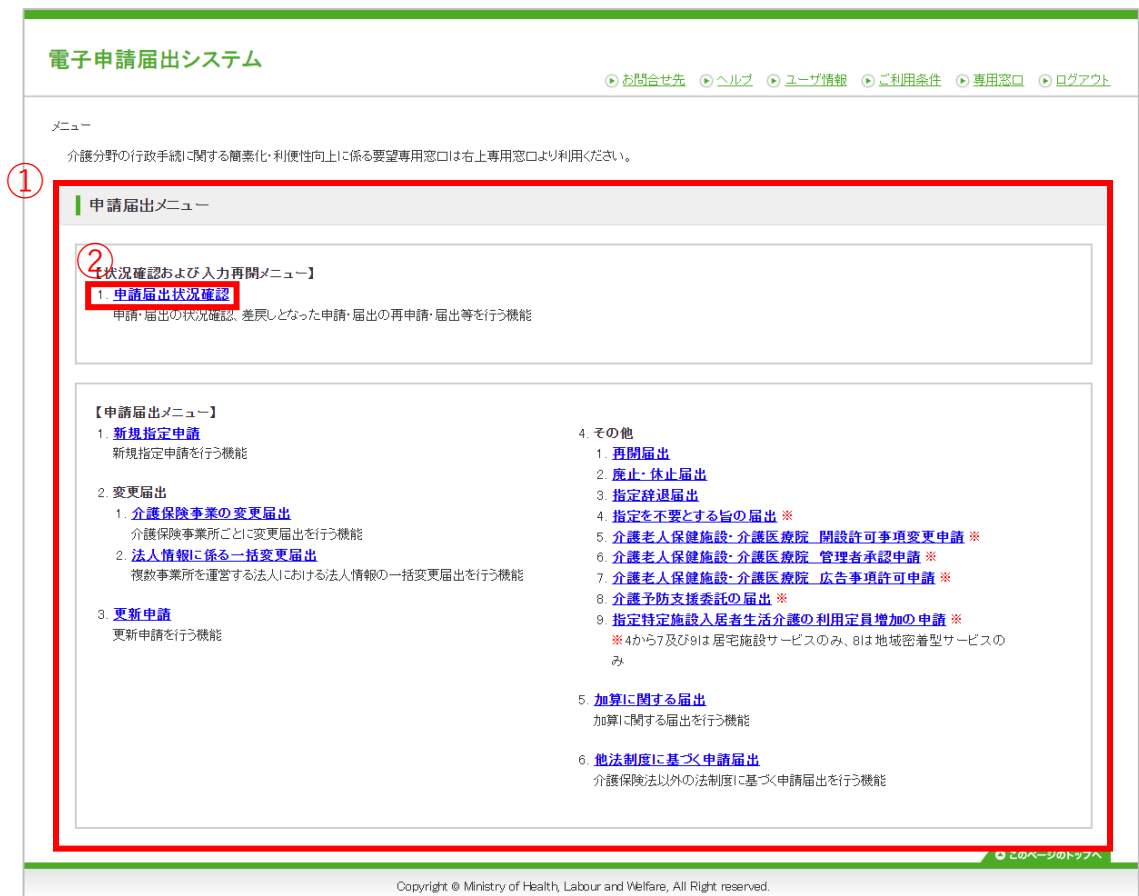 電子申請届出システム
お問合せ先 ヘルプ ユーザ情報 ご利用条件 専用窓口 ログアウト
メニュー
介護分野の行政手続に関する簡素化・利便性向上に係る要望専用窓口は右上専用窓口より利用ください。
①
申請届出メニュー
②
【状況確認および入力再開メニュー】
1. 申請届出状況確認
申請・届出の状況確認、差戻しとなった申請・届出の再申請・届出等を行う機能
【申請届出メニュー】
1. 新規指定申請
新規指定申請を行う機能
2. 変更届出
1. 介護保険事業の変更届出
介護保険事業所ごとに変更届出を行う機能
2. 法人情報に係る一括変更届出
複数事業所を運営する法人における法人情報の一括変更届出を行う機能
3. 更新申請
更新申請を行う機能
4. その他
1. 再開届出
2. 廃止・休止届出
3. 指定辞退届出
4. 指定を不要とする旨の届出 ※
5. 介護老人保健施設・介護医療院 開設許可事項変更申請 ※
6. 介護老人保健施設・介護医療院 管理者承認申請 ※
7. 介護老人保健施設・介護医療院 広告事項許可申請 ※
8. 介護予防支援委託の届出 ※
9. 指定特定施設入居者生活介護の利用定員増加の申請 ※
※4から7及び9は居宅施設サービスのみ、8は地域密着型サービスの
み
5. 加算に関する届出
加算に関する届出を行う機能
6. 他法制度に基づく申請届出
介護保険法以外の法制度に基づく申請届出を行う機能
このページのトップへ
Copyright © Ministry of Health, Labour and Welfare, All Right reserved.